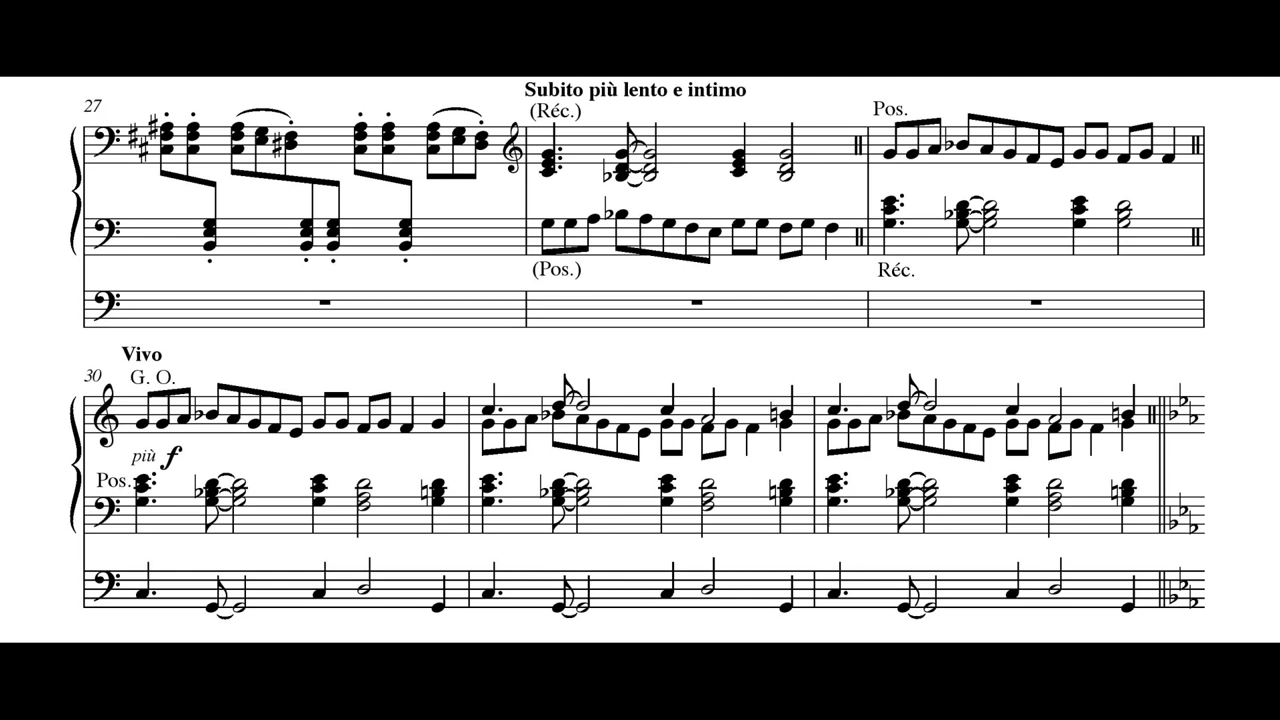 Subito più lento e intimo
27
(Réc.)
Pos.
(Pos.)
Réc.
Vivo
30
G. O.
più f
Pos.